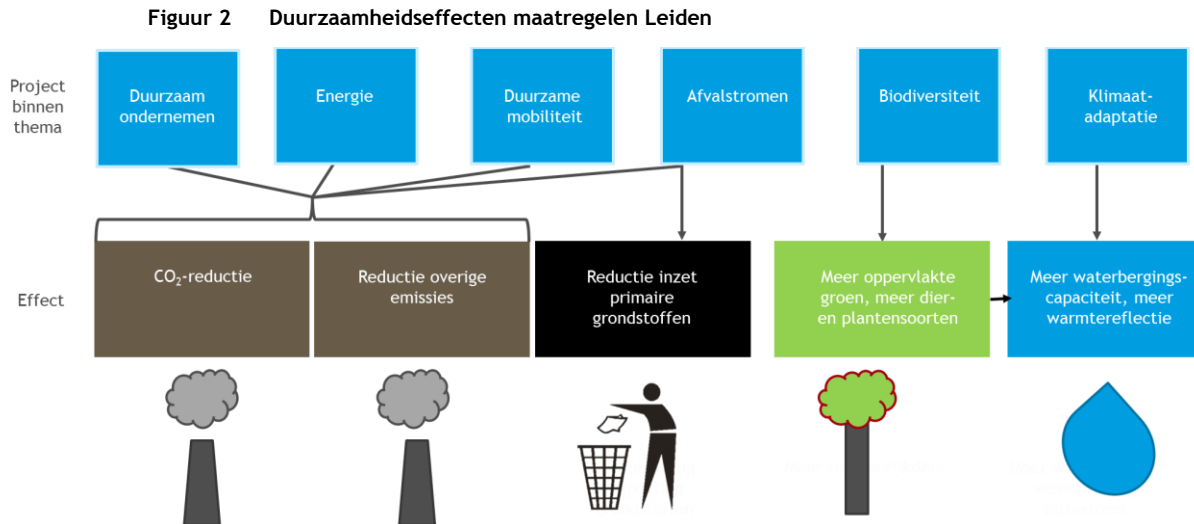 Figuur 2 Duurzaamheidseffecten maatregelen Leiden
Project
binnen
thema
Duurzaam
ondernemen
Energie
Duurzame
mobiliteit
Afvalstromen
Biodiversiteit
Klimaat-
adaptatie
Effect
CO₂-reductie
Reductie overige
emissies
Reductie inzet
primaire
grondstoffen
Meer oppervlakte
groen, meer dier-
en plantensoorten
Meer waterbergings-
capaciteit, meer
warmtereflectie